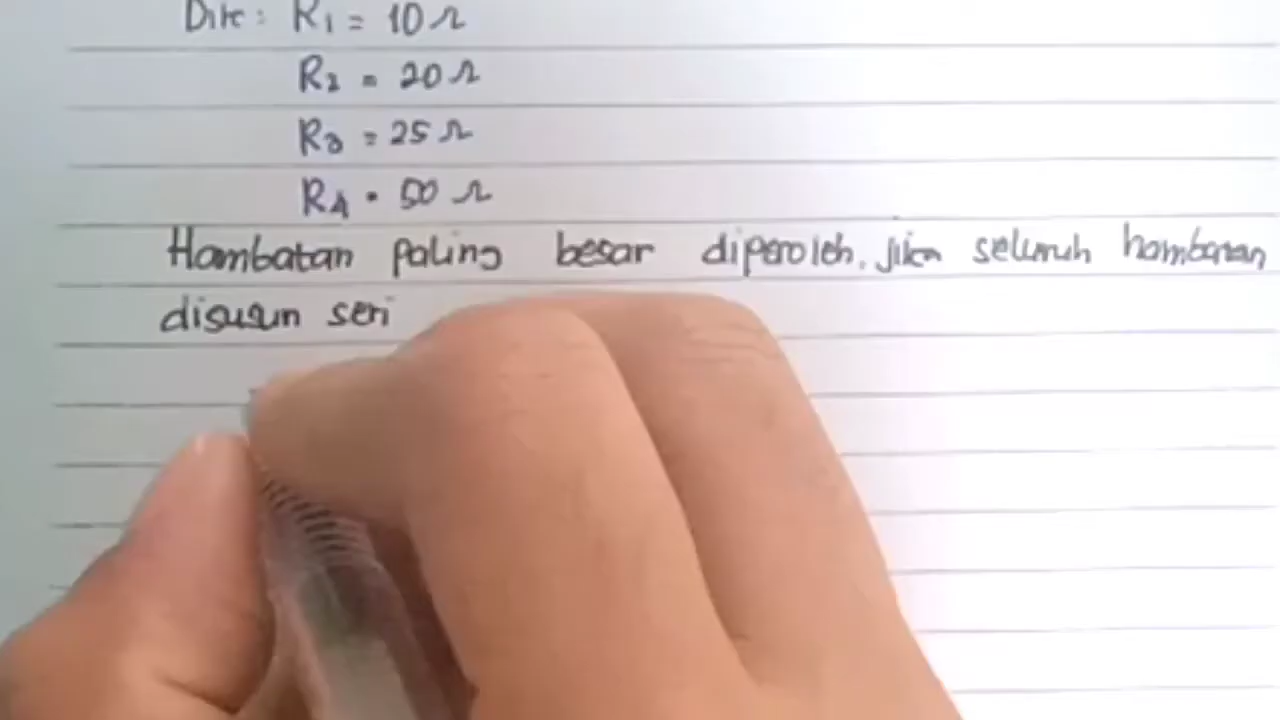 Dik : R1 = 10 Ω
R2 = 20 Ω
R3 = 25 Ω
R4 = 50 Ω
Hambatan paling besar diperoleh, jika seluruh hambatan
disusun seri